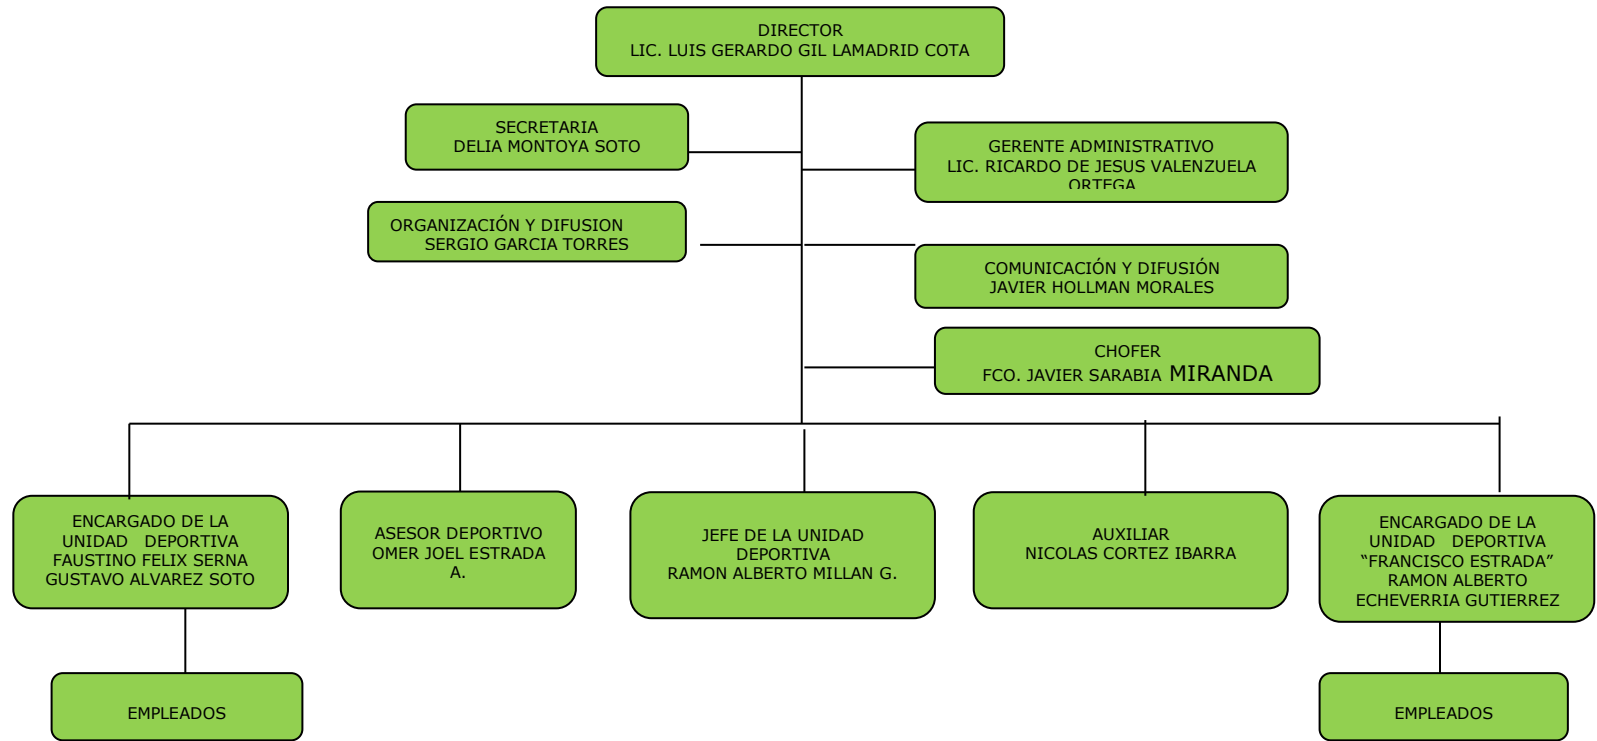 DIRECTOR
LIC. LUIS GERARDO GIL LAMADRID COTA
SECRETARIA
DELIA MONTOYA SOTO
GERENTE ADMINISTRATIVO
LIC. RICARDO DE JESUS VALENZUELA
ORTEGA
ORGANIZACIÓN Y DIFUSION
SERGIO GARCIA TORRES
COMUNICACIÓN Y DIFUSIÓN
JAVIER HOLLMAN MORALES
CHOFER
FCO. JAVIER SARABIA MIRANDA
ENCARGADO DE LA
UNIDAD DEPORTIVA
FAUSTINO FELIX SERNA
GUSTAVO ALVAREZ SOTO
ASESOR DEPORTIVO
OMER JOEL ESTRADA
A.
JEFE DE LA UNIDAD
DEPORTIVA
RAMON ALBERTO MILLAN G.
AUXILIAR
NICOLAS CORTEZ IBARRA
ENCARGADO DE LA
UNIDAD DEPORTIVA
“FRANCISCO ESTRADA”
RAMON ALBERTO
ECHEVERRIA GUTIERREZ
EMPLEADOS
EMPLEADOS